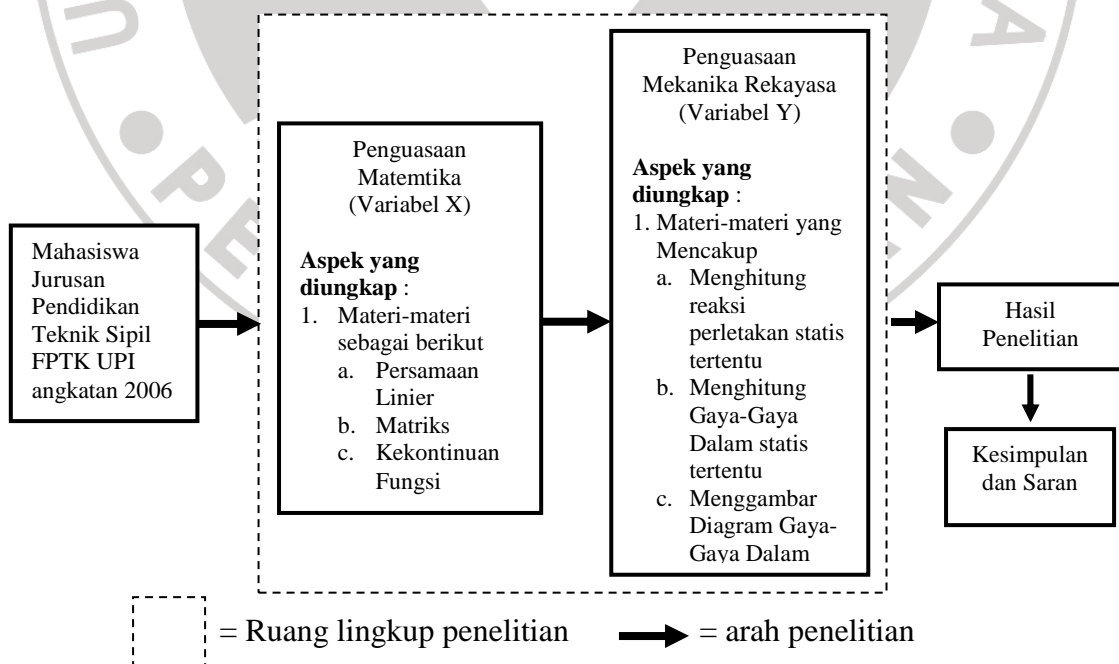 Mahasiswa
Jurusan
Pendidikan
Teknik Sipil
FPTK UPI
angkatan 2006
Penguasaan
Matemtika
(Variabel X)
Aspek yang
diungkap :
1. Materi-materi
sebagai berikut
a. Persamaan
Linier
b. Matriks
c. Kekontinuan
Fungsi
Penguasaan
Mekanika Rekayasa
(Variabel Y)
Aspek yang
diungkap :
1. Materi-materi yang
Mencakup
a. Menghitung
reaksi
perletakan statis
tertentu
b. Menghitung
Gaya-Gaya
Dalam statis
tertentu
c. Menggambar
Diagram Gaya-
Gaya Dalam
Hasil
Penelitian
Kesimpulan
dan Saran
= Ruang lingkup penelitian
= arah penelitian